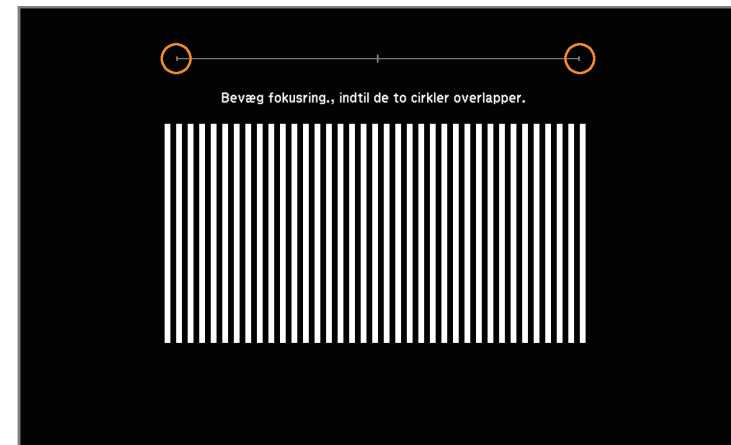 Bevæg fokusring., indtil de to cirkler overlapper.